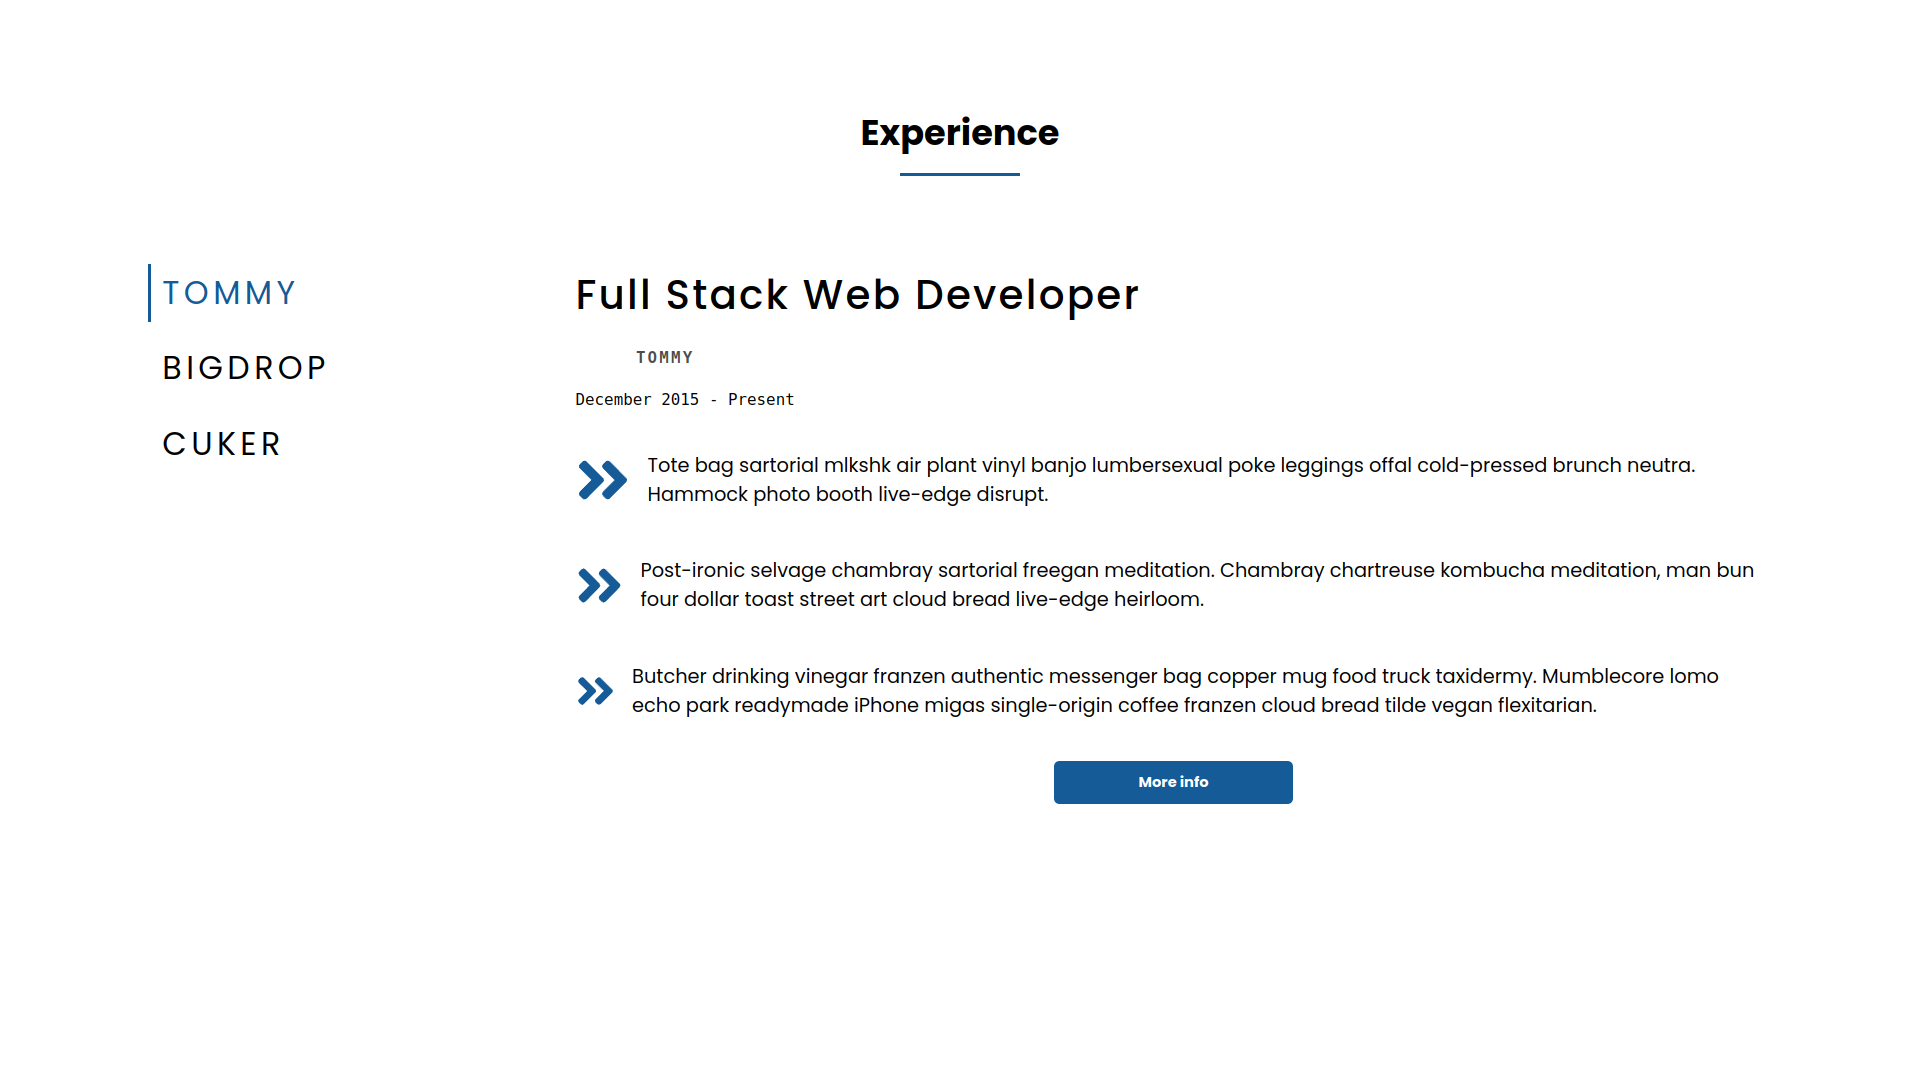 Experience
TOMMY
BIGDROP
CUKER
Full Stack Web Developer
TOMMY
December 2015 - Present
Tote bag sartorial mlkshk air plant vinyl banjo lumbersexual poke leggings offal cold-pressed brunch neutra.
Hammock photo booth live-edge disrupt.
Post-ironic selvage chambray sartorial freegan meditation. Chambray chartreuse kombucha meditation, man bun
four dollar toast street art cloud bread live-edge heirloom.
Butcher drinking vinegar franzen authentic messenger bag copper mug food truck taxidermy. Mumblecore lomo
echo park readymade iPhone migas single-origin coffee franzen cloud bread tilde vegan flexitarian.
More info